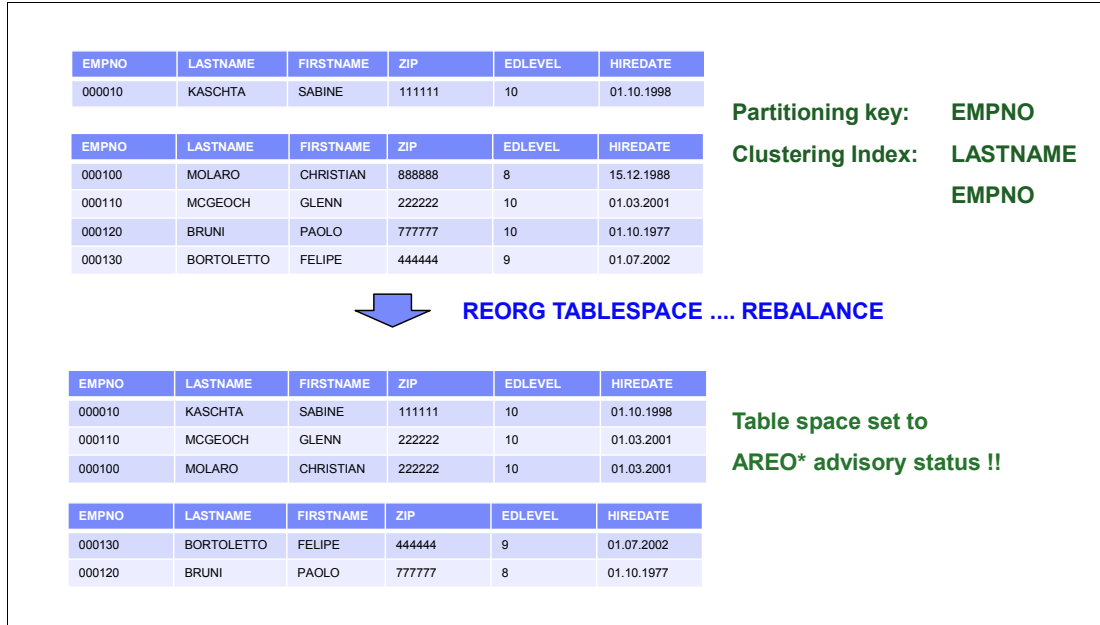 EMPNO LASTNAME FIRSTNAME ZIP EDLEVEL HIREDATE
000010 KASCHTA SABINE 111111 10 01.10.1998
Partitioning key: EMPNO
Clustering Index: LASTNAME
EMPNO
EMPNO LASTNAME FIRSTNAME ZIP EDLEVEL HIREDATE
000100 MOLARO CHRISTIAN 888888 8 15.12.1988
000110 MCGEOCH GLENN 222222 10 01.03.2001
000120 BRUNI PAOLO 777777 10 01.10.1977
000130 BORTOLETTO FELIPE 444444 9 01.07.2002
REORG TABLESPACE .... REBALANCE
EMPNO LASTNAME FIRSTNAME ZIP EDLEVEL HIREDATE
000010 KASCHTA SABINE 111111 10 01.10.1998
000110 MCGEOCH GLENN 222222 10 01.03.2001
000100 MOLARO CHRISTIAN 222222 10 01.03.2001
Table space set to
AREO* advisory status !!
EMPNO LASTNAME FIRSTNAME ZIP EDLEVEL HIREDATE
000130 BORTOLETTO FELIPE 444444 9 01.07.2002
000120 BRUNI PAOLO 777777 8 01.10.1977